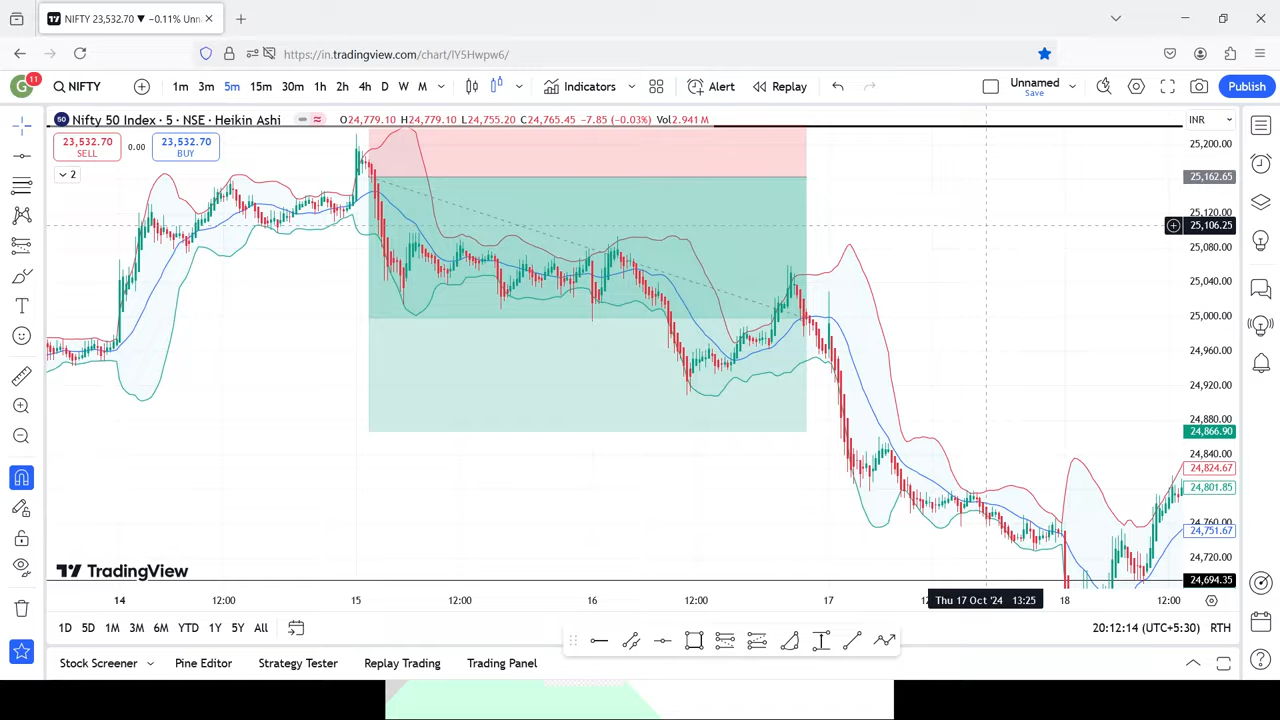 NIFTY 23,532.70 ▼ −0.11% Unn
https://in.tradingview.com/chart/lY5Hwpw6/
G 11 NIFTY 1m 3m 5m 15m 30m 1h 2h 4h D W M Indicators Alert Replay Unnamed Save Publish
50 Nifty 50 Index · 5 · NSE · Heikin Ashi O24,779.10 H24,779.10 L24,755.20 C24,765.45 −7.85 (−0.03%) Vol2.941 M INR
23,532.70 SELL 0.00 23,532.70 BUY
2
25,200.00
25,162.65
25,120.00
25,106.25
25,080.00
25,040.00
25,000.00
24,960.00
24,920.00
24,880.00
24,866.90
24,840.00
24,824.67
24,801.85
24,760.00
24,751.67
24,720.00
24,694.35
TradingView
14 12:00 15 12:00 16 12:00 17 Thu 17 Oct '24 13:25 18 12:00
1D 5D 1M 3M 6M YTD 1Y 5Y All 20:12:14 (UTC+5:30) RTH
Stock Screener Pine Editor Strategy Tester Replay Trading Trading Panel